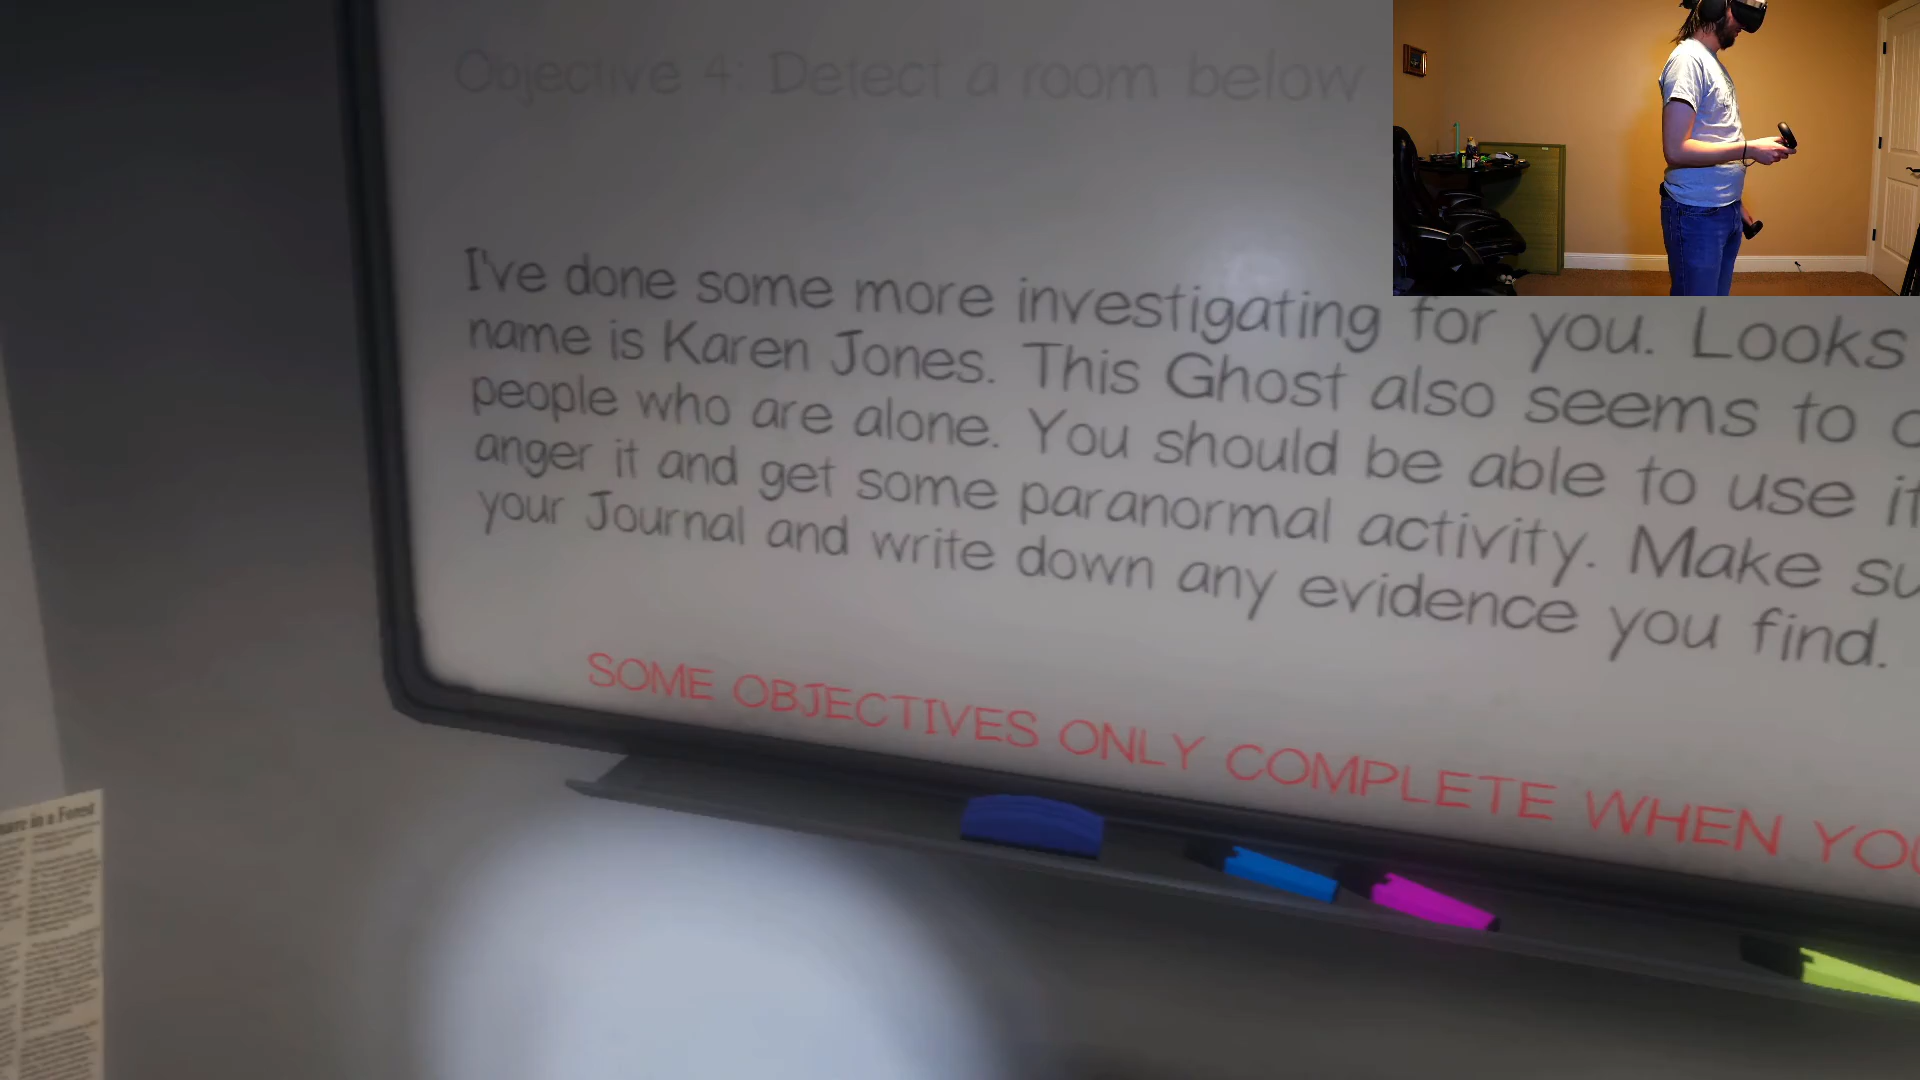 Objective 4: Detect a room below
I've done some more investigating for you. Looks
name is Karen Jones. This Ghost also seems to
people who are alone. You should be able to use it
anger it and get some paranormal activity. Make
your Journal and write down any evidence you find.
SOME OBJECTIVES ONLY COMPLETE WHEN
in a Forest